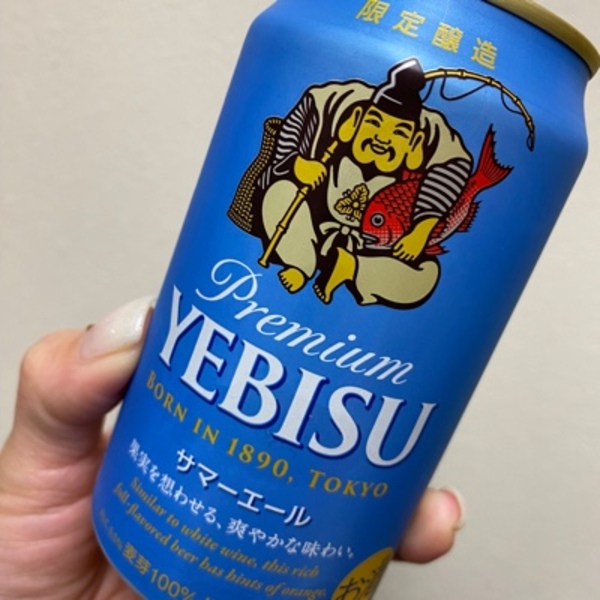 限定醸造
Premium
YEBISU
BORN IN 1890, TOKYO
サマーエール
果実を想わせる、爽やかな味わい。
Similar to white wine, this rich
full-flavored beer has hints of orange.
麦芽100%
お酒